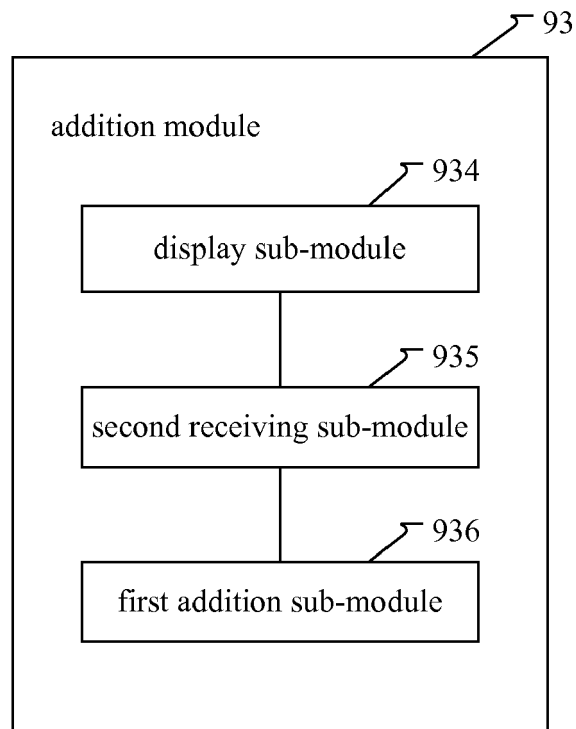 93
addition module
934
display sub-module
935
second receiving sub-module
936
first addition sub-module